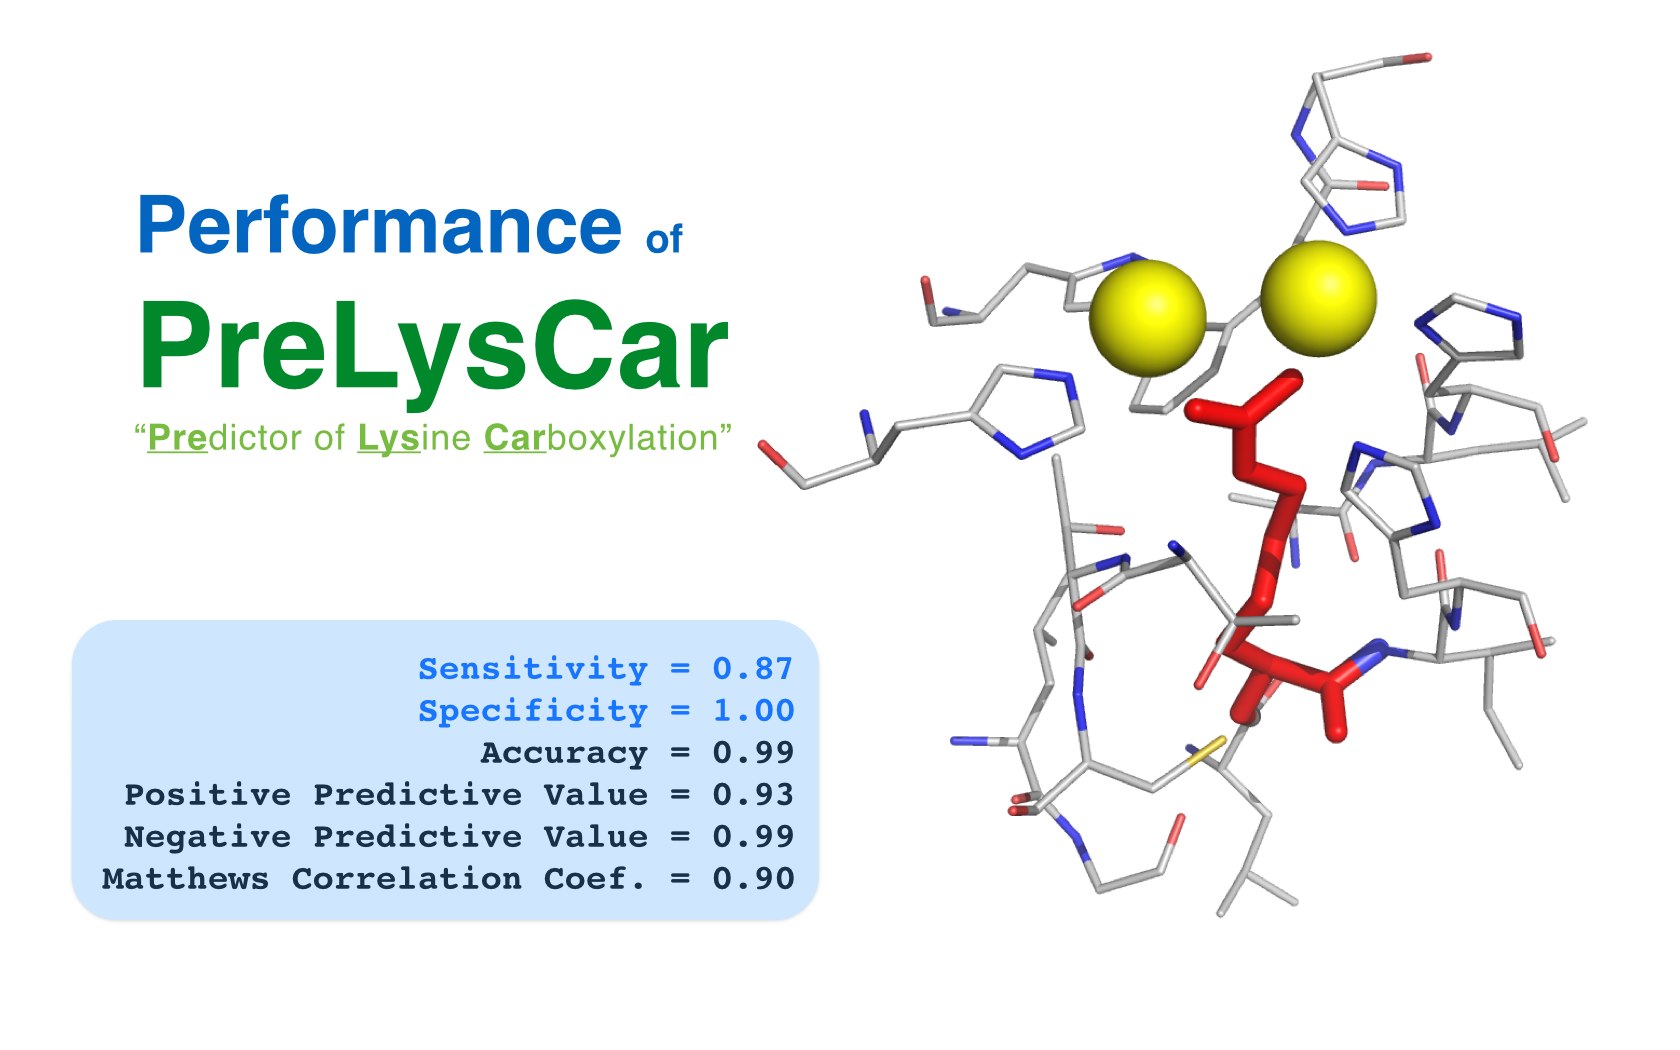 Performance of
PreLysCar
“Predictor of Lysine Carboxylation”
Sensitivity = 0.87
Specificity = 1.00
Accuracy = 0.99
Positive Predictive Value = 0.93
Negative Predictive Value = 0.99
Matthews Correlation Coef. = 0.90